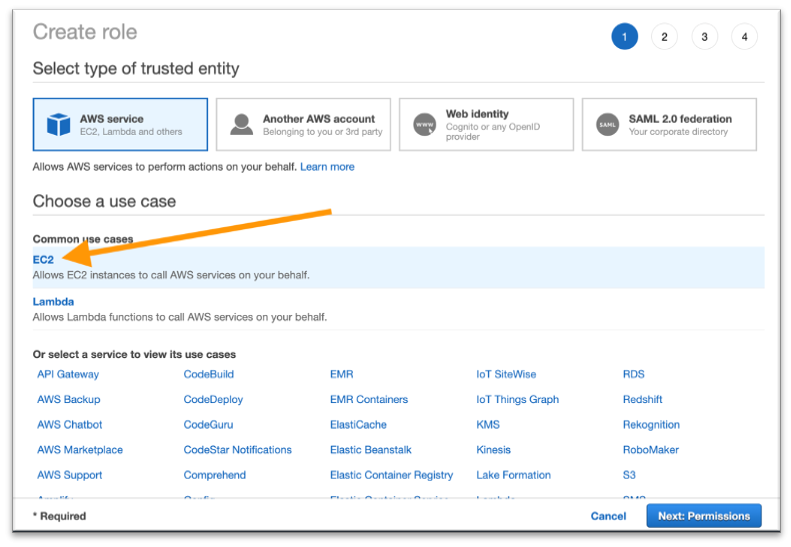 Create role
1 2 3 4
Select type of trusted entity
AWS service
EC2, Lambda and others
Another AWS account
Belonging to you or 3rd party
WWW
Web identity
Cognito or any OpenID
provider
SAML
SAML 2.0 federation
Your corporate directory
Allows AWS services to perform actions on your behalf. Learn more
Choose a use case
Common use cases
EC2
Allows EC2 instances to call AWS services on your behalf.
Lambda
Allows Lambda functions to call AWS services on your behalf.
Or select a service to view its use cases
API Gateway CodeBuild EMR IoT SiteWise RDS
AWS Backup CodeDeploy EMR Containers IoT Things Graph Redshift
AWS Chatbot CodeGuru ElastiCache KMS Rekognition
AWS Marketplace CodeStar Notifications Elastic Beanstalk Kinesis RoboMaker
AWS Support Comprehend Elastic Container Registry Lake Formation S3
* Required
Cancel
Next: Permissions